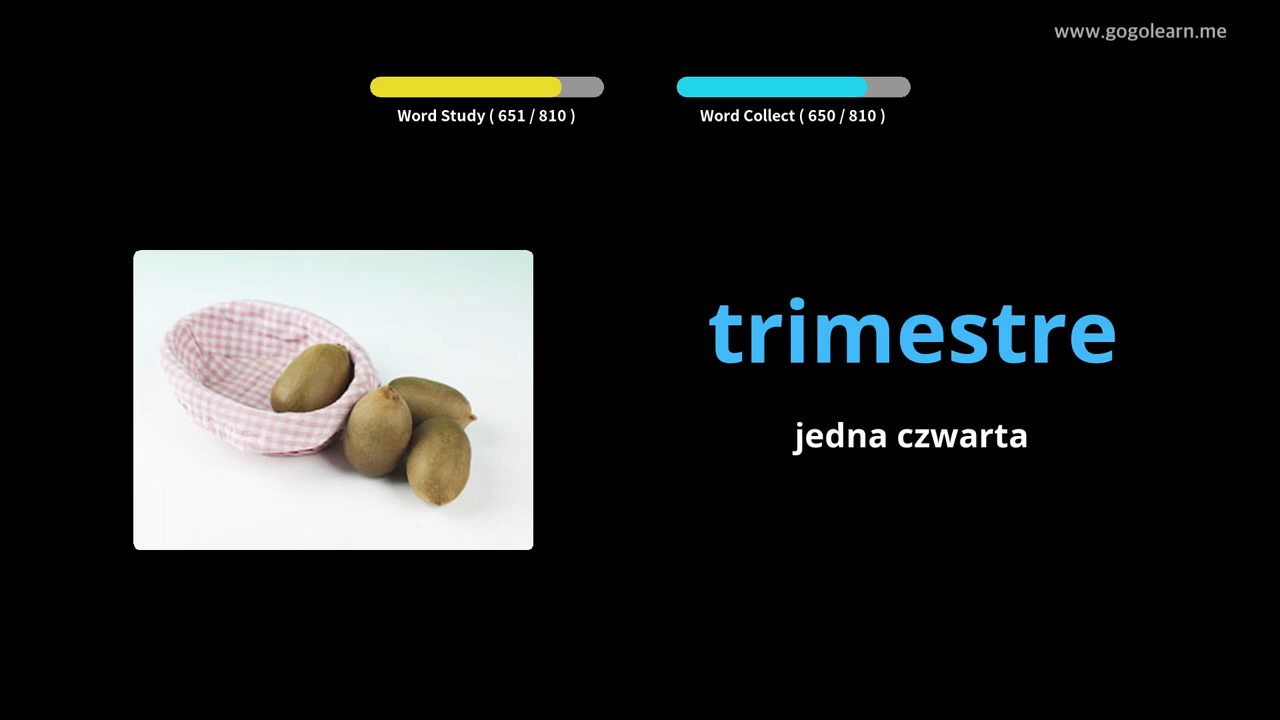 www.gogolearn.me
Word Study ( 651 / 810 )
Word Collect ( 650 / 810 )
trimestre
jedna czwarta